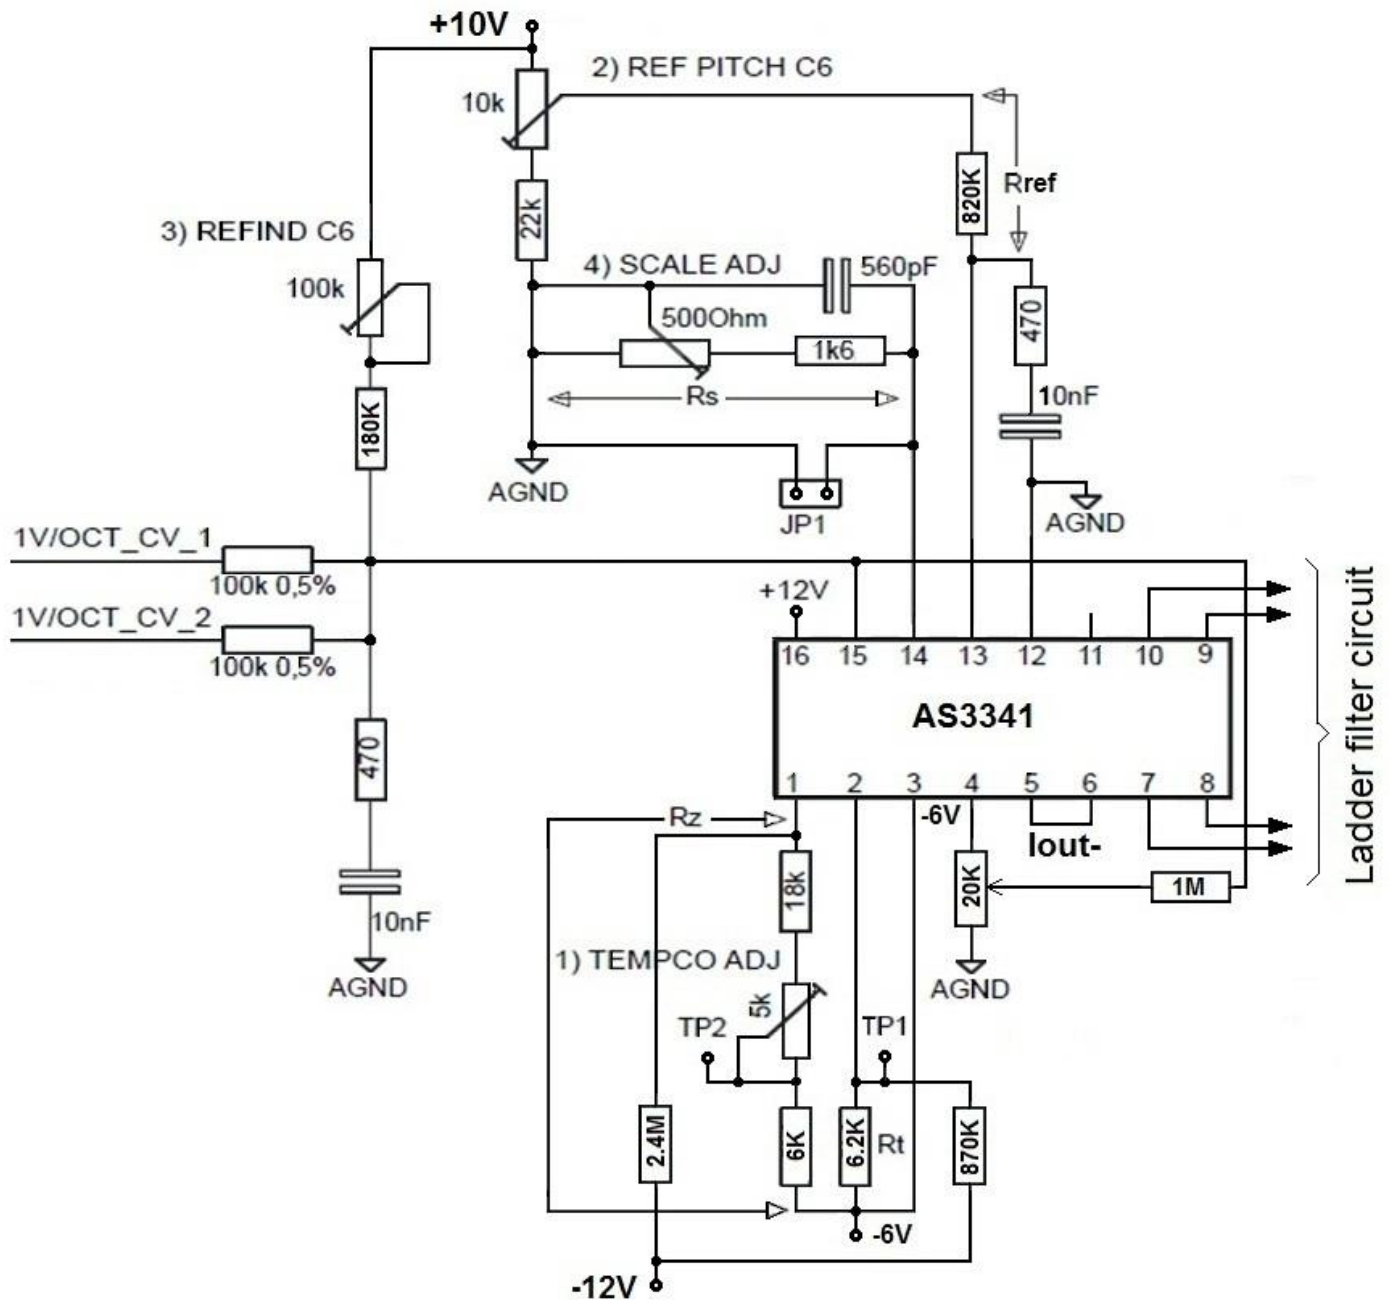 +10V
2) REF PITCH C6
10k
820K
Rref
22k
3) REFIND C6
100k
4) SCALE ADJ
560pF
500Ohm
1k6
470
Rs
10nF
180K
AGND
JP1
AGND
1V/OCT_CV_1
100k 0,5%
+12V
1V/OCT_CV_2
100k 0,5%
16 15 14 13 12 11 10 9
AS3341
1 2 3 4 5 6 7 8
Ladder filter circuit
470
Rz
-6V
Iout-
18k
20K
1M
10nF
1) TEMPCO ADJ
AGND
AGND
5k
TP2
TP1
2.4M
6K
6.2K
Rt
870K
-6V
-12V